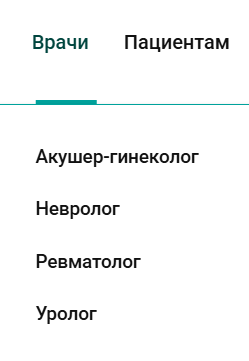 Врачи Пациентам
Акушер-гинеколог
Невролог
Ревматолог
Уролог